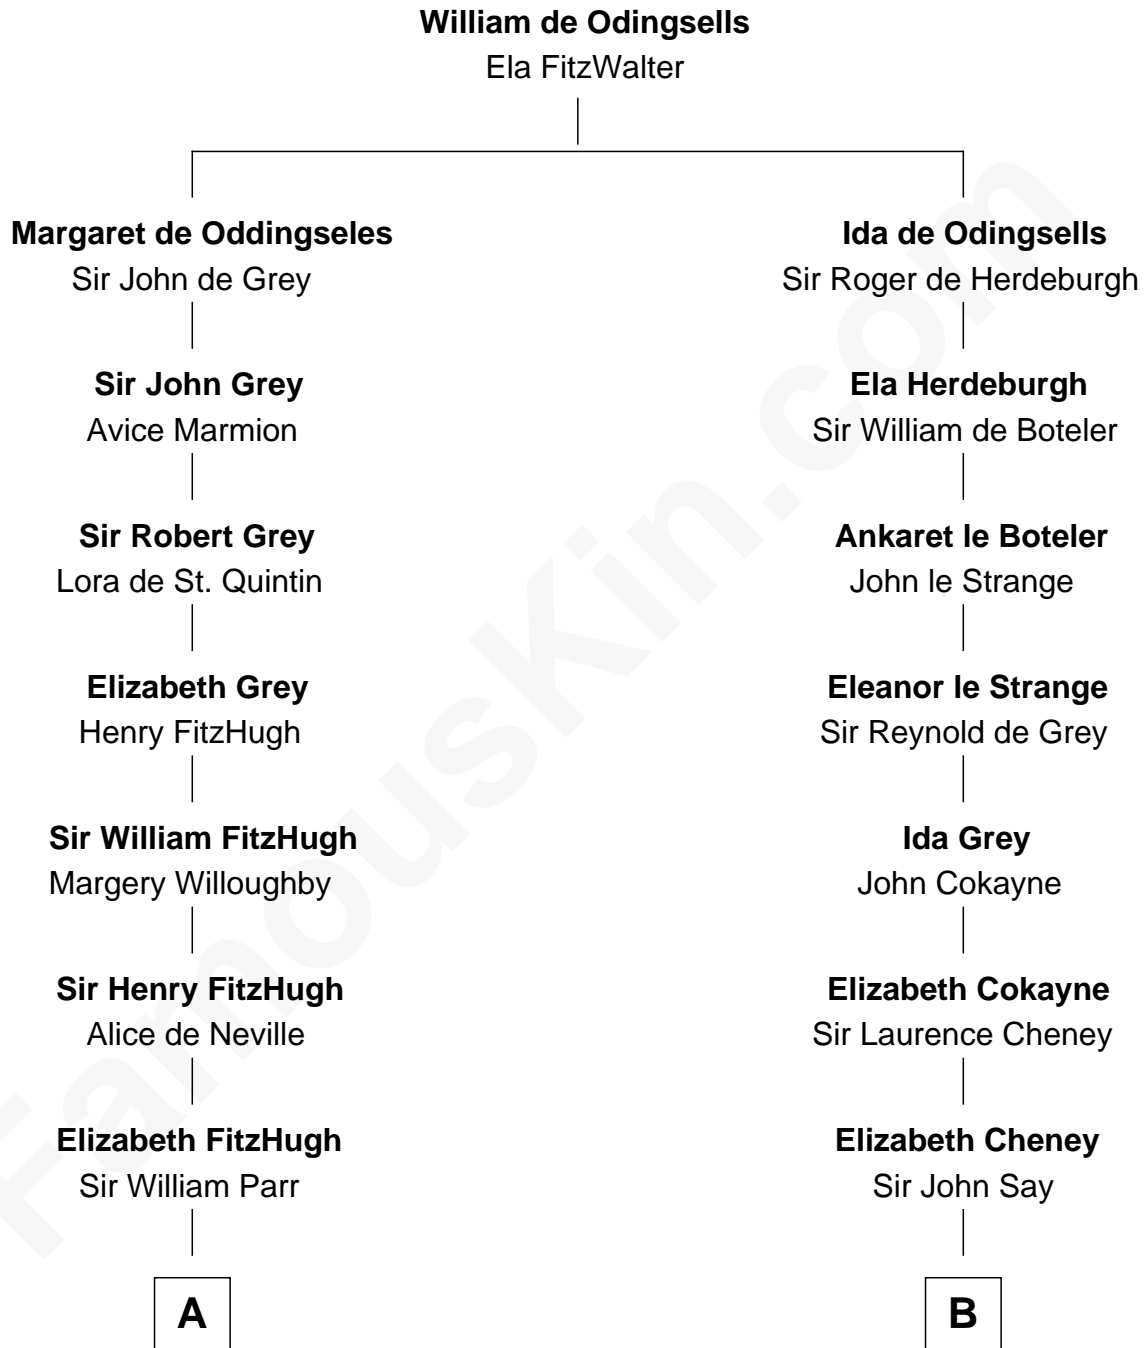 William de Odingsells
Ela FitzWalter
Margaret de Oddingseles
Sir John de Grey
Sir John Grey
Avice Marmion
Sir Robert Grey
Lora de St. Quintin
Elizabeth Grey
Henry FitzHugh
Sir William FitzHugh
Margery Willoughby
Sir Henry FitzHugh
Alice de Neville
Elizabeth FitzHugh
Sir William Parr
A
Ida de Odingsells
Sir Roger de Herdeburgh
Ela Herdeburgh
Sir William de Boteler
Ankaret le Boteler
John le Strange
Eleanor le Strange
Sir Reynold de Grey
Ida Grey
John Cokayne
Elizabeth Cokayne
Sir Laurence Cheney
Elizabeth Cheney
Sir John Say
B
FamousKin.com